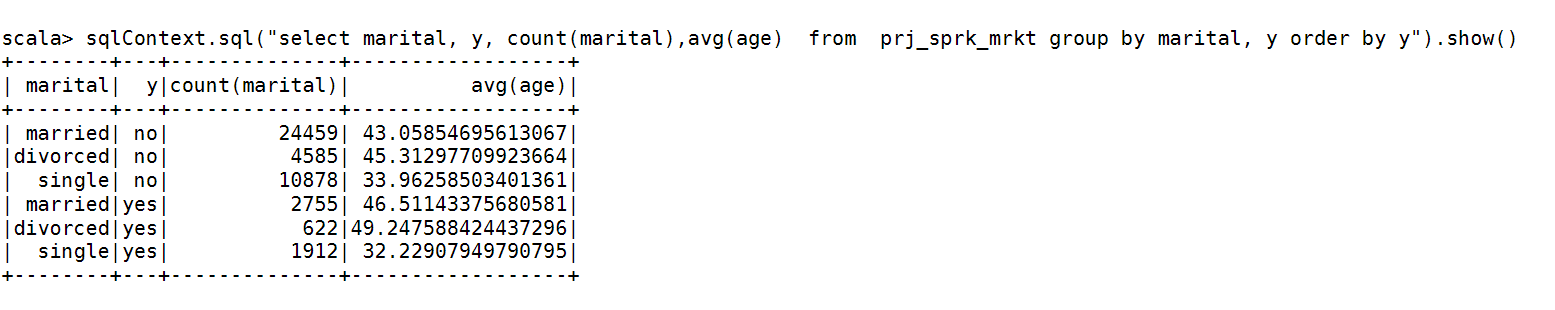 scala> sqlContext.sql("select marital, y, count(marital),avg(age)  from  prj_sprk_mrkt group by marital, y order by y").show()
+--------+---+--------------+------------------+
| marital|  y|count(marital)|          avg(age)|
+--------+---+--------------+------------------+
| married| no|         24459| 43.05854695613067|
|divorced| no|          4585| 45.31297709923664|
|  single| no|         10878| 33.96258503401361|
| married|yes|          2755| 46.51143375680581|
|divorced|yes|           622|49.247588424437296|
|  single|yes|          1912| 32.22907949790795|
+--------+---+--------------+------------------+